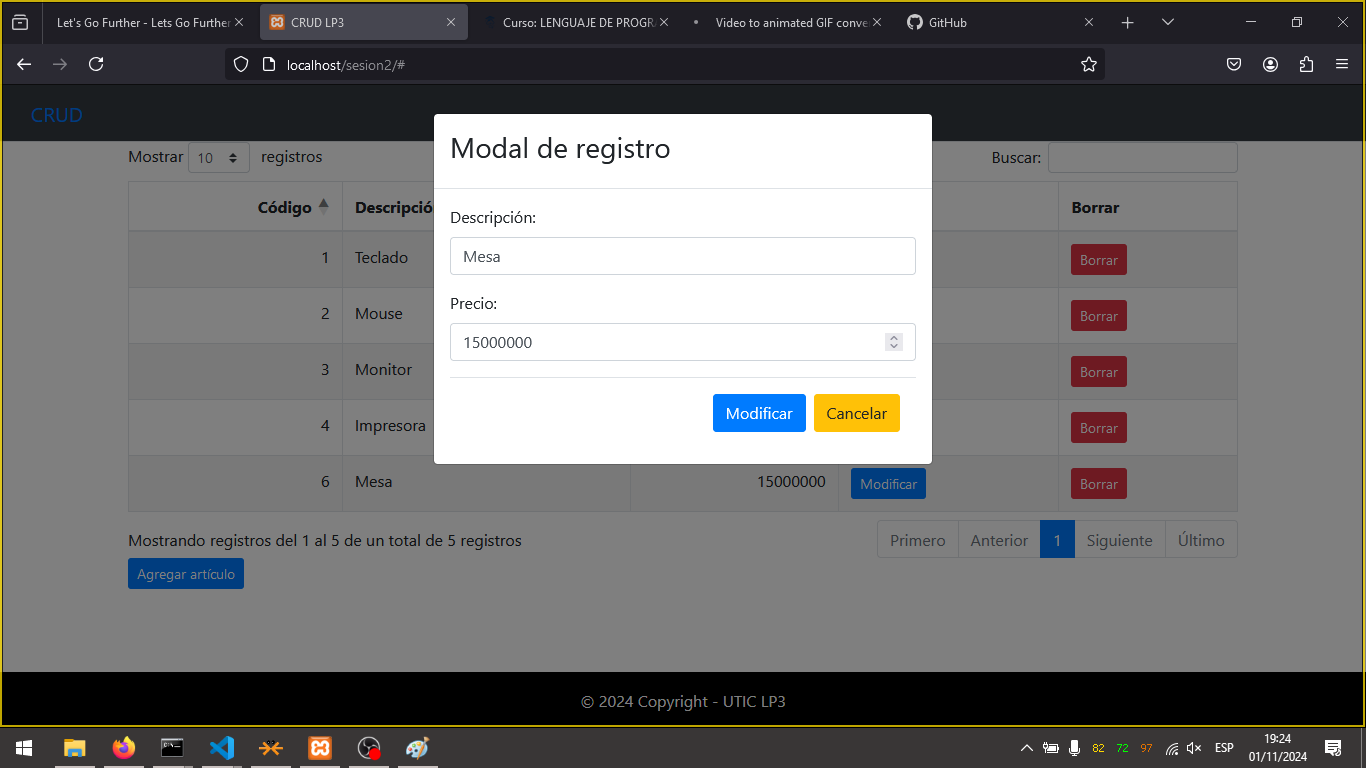 Let's Go Further - Lets Go Further
CRUD LP3
Curso: LENGUAJE DE PROGRA
Video to animated GIF conve
GitHub
localhost/sesion2/#
CRUD
Modal de registro
Mostrar 10 registros
Buscar:
Código Descripció Borrar
Descripción:
Mesa
Precio:
15000000
Modificar Cancelar
1 Teclado Borrar
2 Mouse Borrar
3 Monitor Borrar
4 Impresora Borrar
6 Mesa 15000000 Modificar Borrar
Mostrando registros del 1 al 5 de un total de 5 registros
Primero Anterior 1 Siguiente Último
Agregar artículo
© 2024 Copyright - UTIC LP3
82 72 97 ESP
19:24
01/11/2024